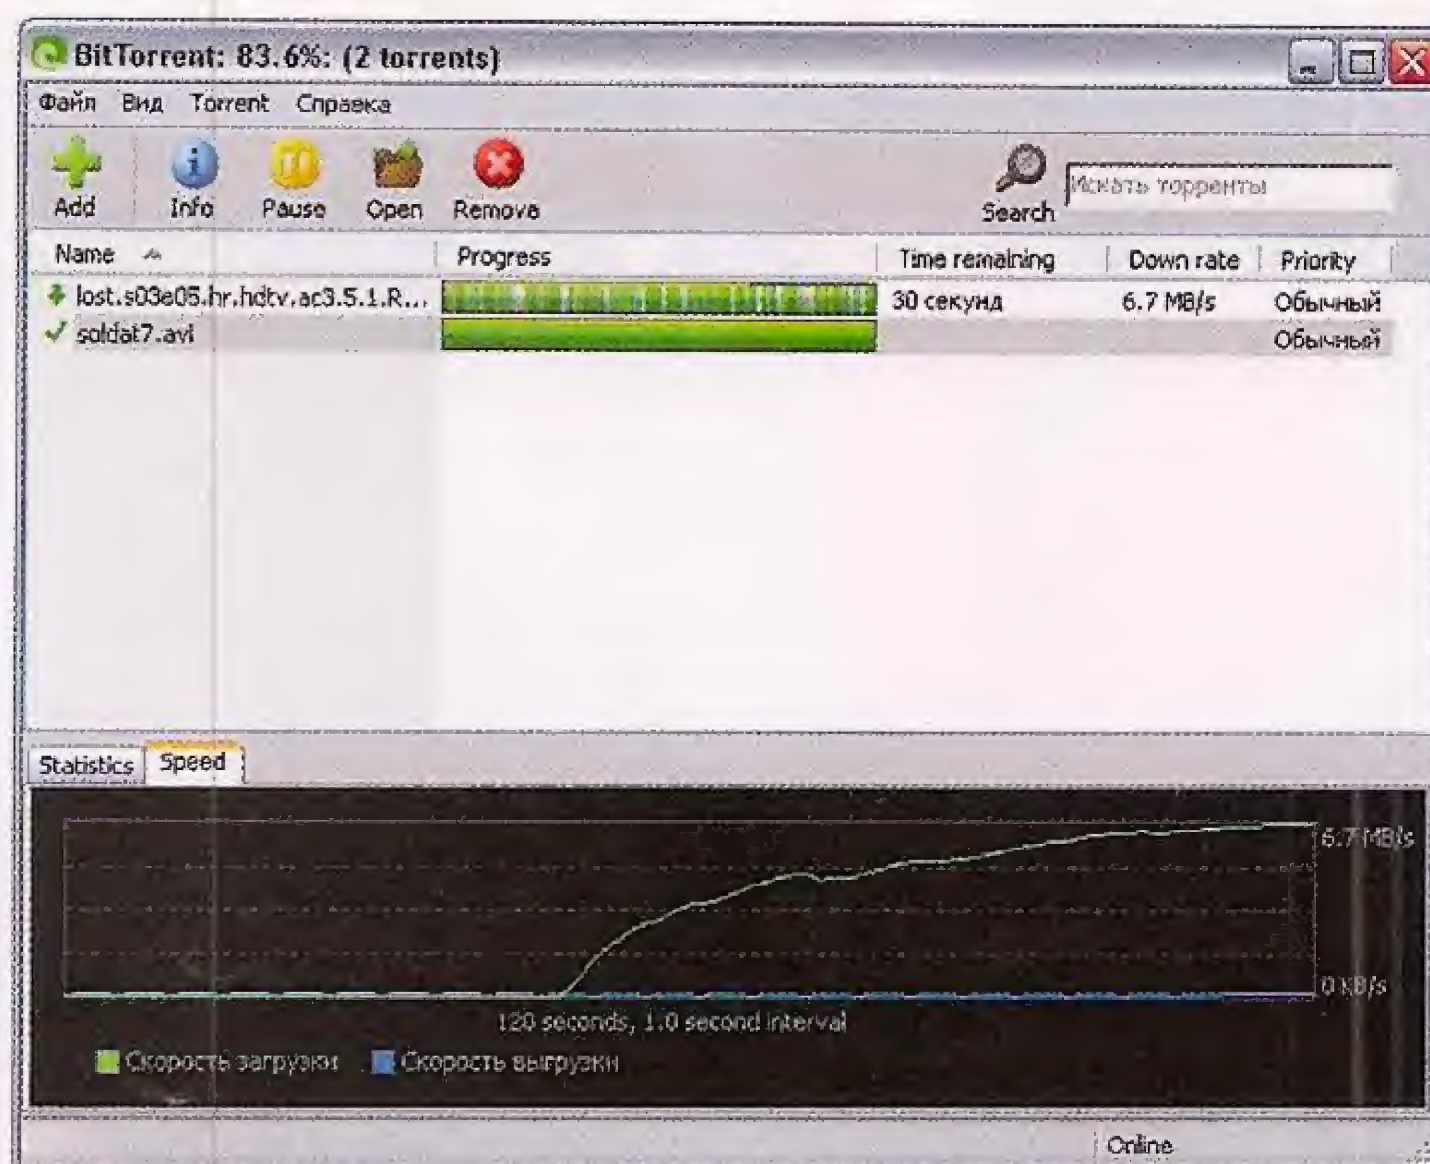 BitTorrent: 83.6%: (2 torrents)
Файл Вид Torrent Справка
Add Info Pause Open Remove Search Искать торренты
Name Progress Time remaining Down rate Priority
lost.s03e05.hr.hdtv.ac3.5.1.R... 30 секунд 6.7 MB/s Обычный
soldat7.avi Обычный
Statistics Speed
6.7 MB/s
0 KB/s
120 seconds, 1.0 second interval
Скорость загрузки Скорость выгрузки
Online